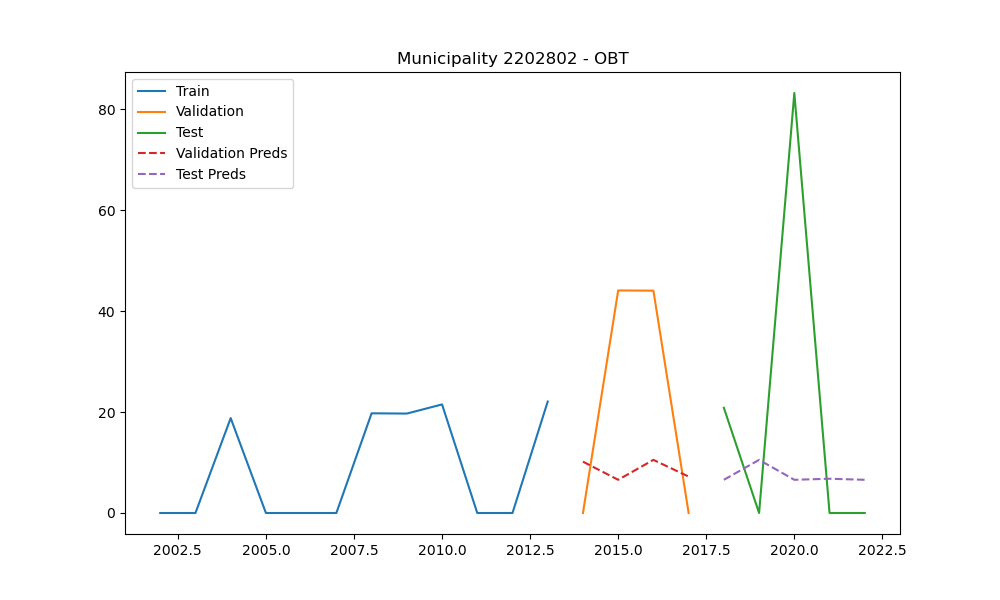 Municipality 2202802 - OBT
Train
Validation
Test
Validation Preds
Test Preds
80
60
40
20
0
2002.5 2005.0 2007.5 2010.0 2012.5 2015.0 2017.5 2020.0 2022.5